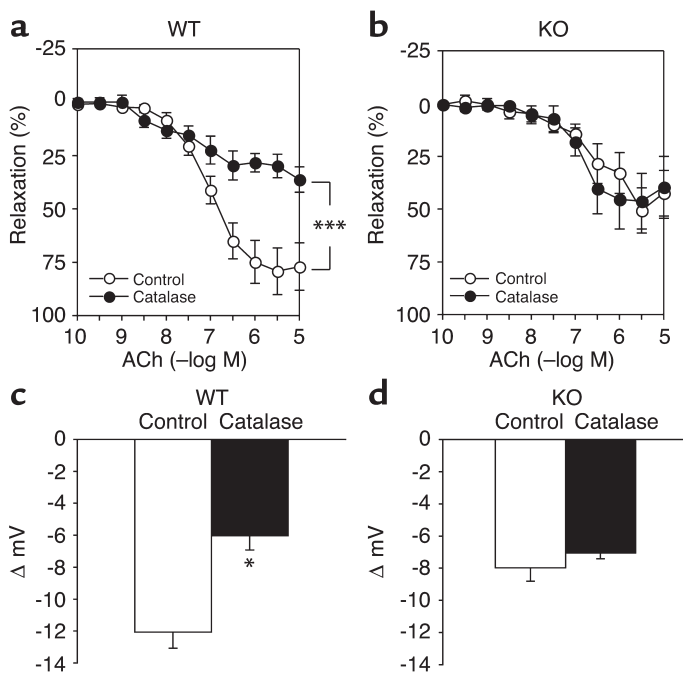 a
WT
-25
0
25
50
75
100
Relaxation (%)
***
Control
Catalase
10 9 8 7 6 5
ACh (–log M)
b
KO
-25
0
25
50
75
100
Relaxation (%)
Control
Catalase
10 9 8 7 6 5
ACh (–log M)
c
WT
Control Catalase
0
-2
-4
-6
-8
-10
-12
-14
Δ mV
*
d
KO
Control Catalase
0
-2
-4
-6
-8
-10
-12
-14
Δ mV